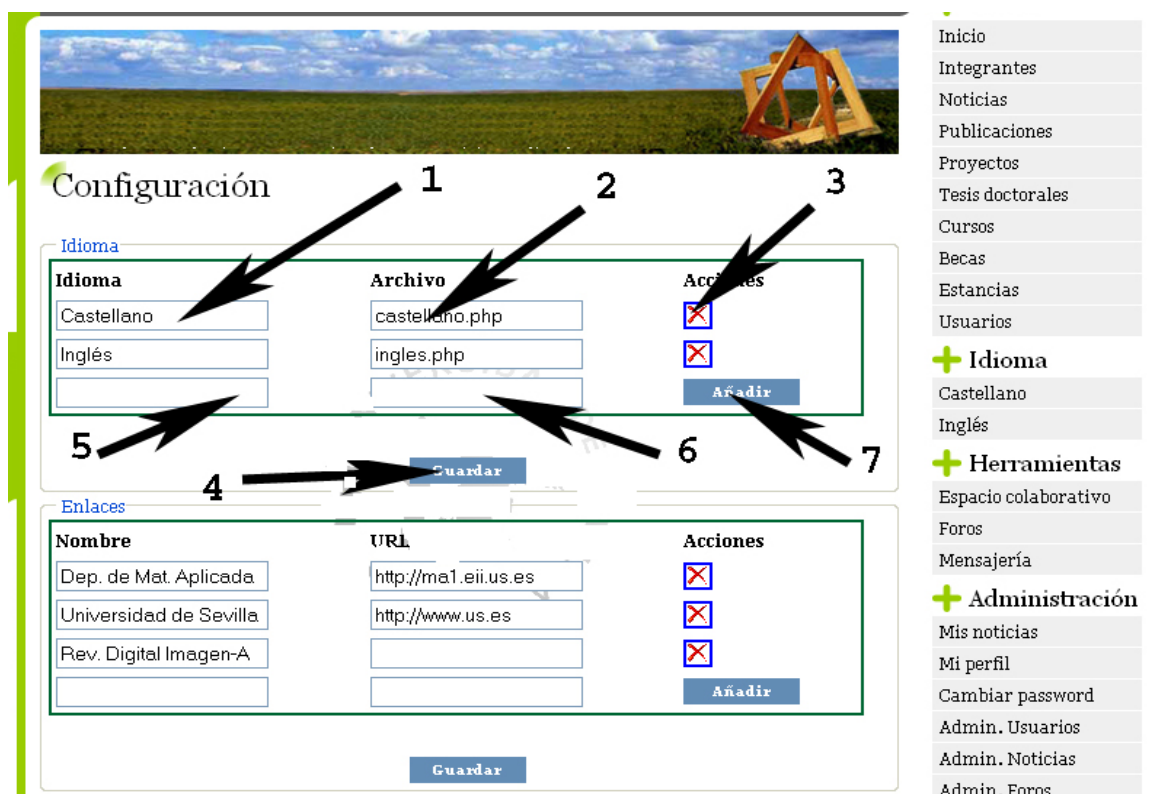 Inicio
Integrantes
Noticias
Publicaciones
Proyectos
Tesis doctorales
Cursos
Becas
Estancias
Usuarios
Idioma
Castellano
Inglés
Herramientas
Espacio colaborativo
Foros
Mensajería
Administración
Mis noticias
Mi perfil
Cambiar password
Admin. Usuarios
Admin. Noticias
Admin. Foros
Configuración
1 2 3
Idioma
Idioma Archivo Acciones
Castellano castellano.php
Inglés ingles.php
Añadir
5 6 7
4 Guardar
Enlaces
Nombre URL Acciones
Dep. de Mat. Aplicada http://ma1.eii.us.es
Universidad de Sevilla http://www.us.es
Rev. Digital Imagen-A
Añadir
Guardar